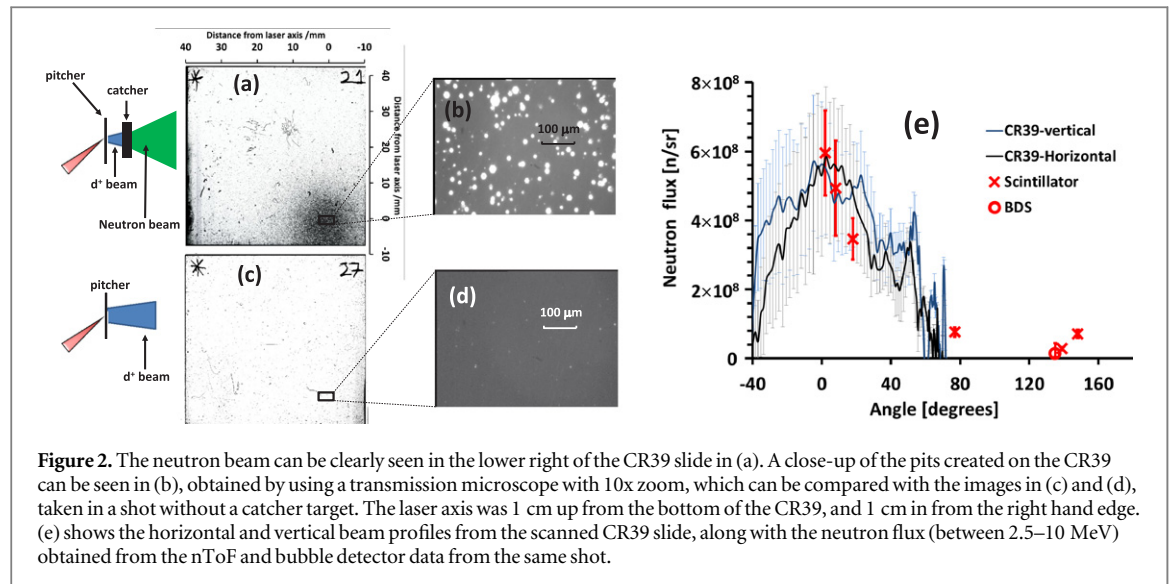 Distance from laser axis /mm
40 30 20 10 0 -10
pitcher
catcher
d+ beam
Neutron beam
(a)
21
40
30
20
10
0
-10
Distance from laser axis /mm
(b)
100 µm
pitcher
d+ beam
(c)
27
(d)
100 µm
(e)
8×10⁸
6×10⁸
4×10⁸
2×10⁸
0
Neutron flux [n/sr]
-40 0 40 80 120 160
Angle [degrees]
CR39-vertical
CR39-Horizontal
Scintillator
BDS
Figure 2. The neutron beam can be clearly seen in the lower right of the CR39 slide in (a). A close-up of the pits created on the CR39
can be seen in (b), obtained by using a transmission microscope with 10x zoom, which can be compared with the images in (c) and (d),
taken in a shot without a catcher target. The laser axis was 1 cm up from the bottom of the CR39, and 1 cm in from the right hand edge.
(e) shows the horizontal and vertical beam profiles from the scanned CR39 slide, along with the neutron flux (between 2.5–10 MeV)
obtained from the nToF and bubble detector data from the same shot.